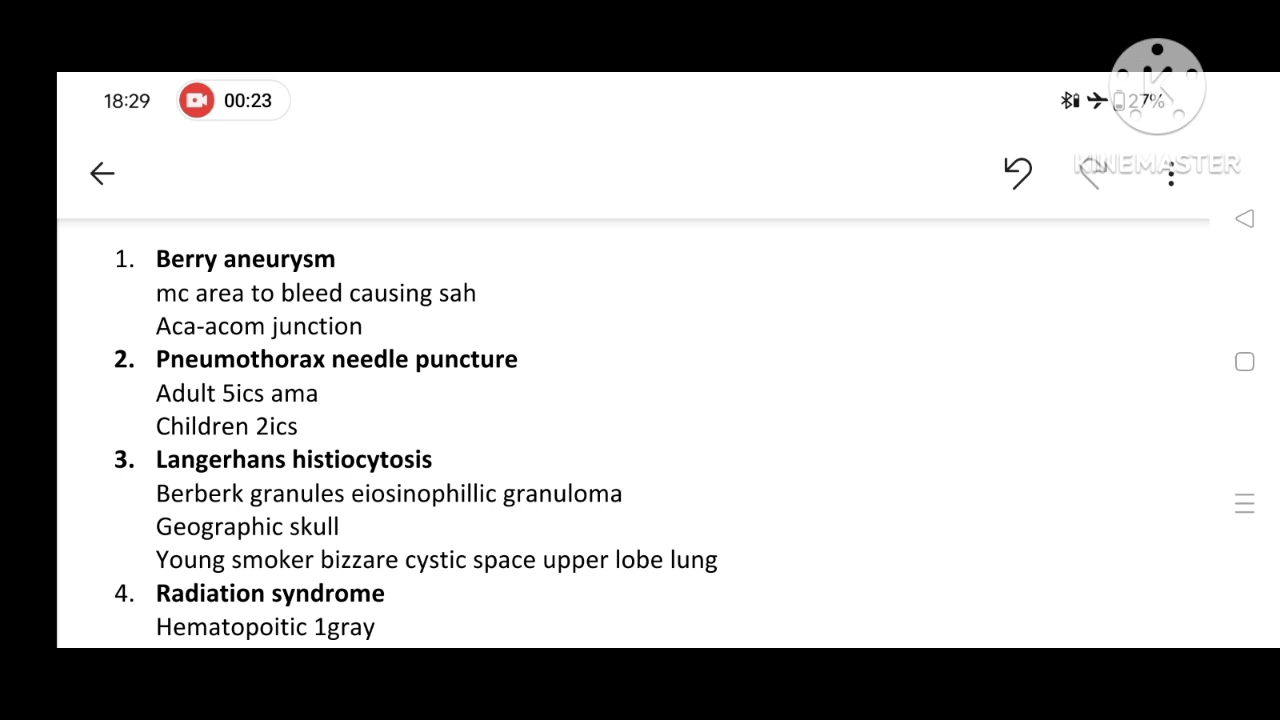 18:29 00:23 27%
KINEMASTER
1. Berry aneurysm
mc area to bleed causing sah
Aca-acom junction
2. Pneumothorax needle puncture
Adult 5ics ama
Children 2ics
3. Langerhans histiocytosis
Berberk granules eiosinophillic granuloma
Geographic skull
Young smoker bizzare cystic space upper lobe lung
4. Radiation syndrome
Hematopoitic 1gray